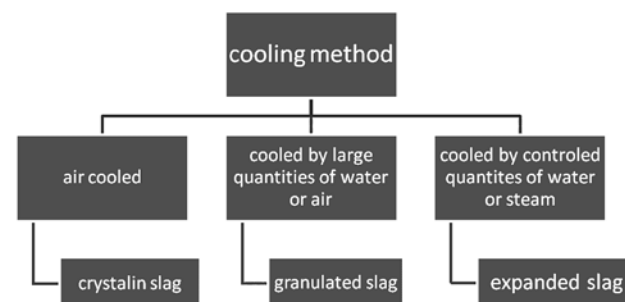 cooling method
air cooled
cooled by large
quantities of water
or air
cooled by controled
quantites of water
or steam
crystalin slag
granulated slag
expanded slag